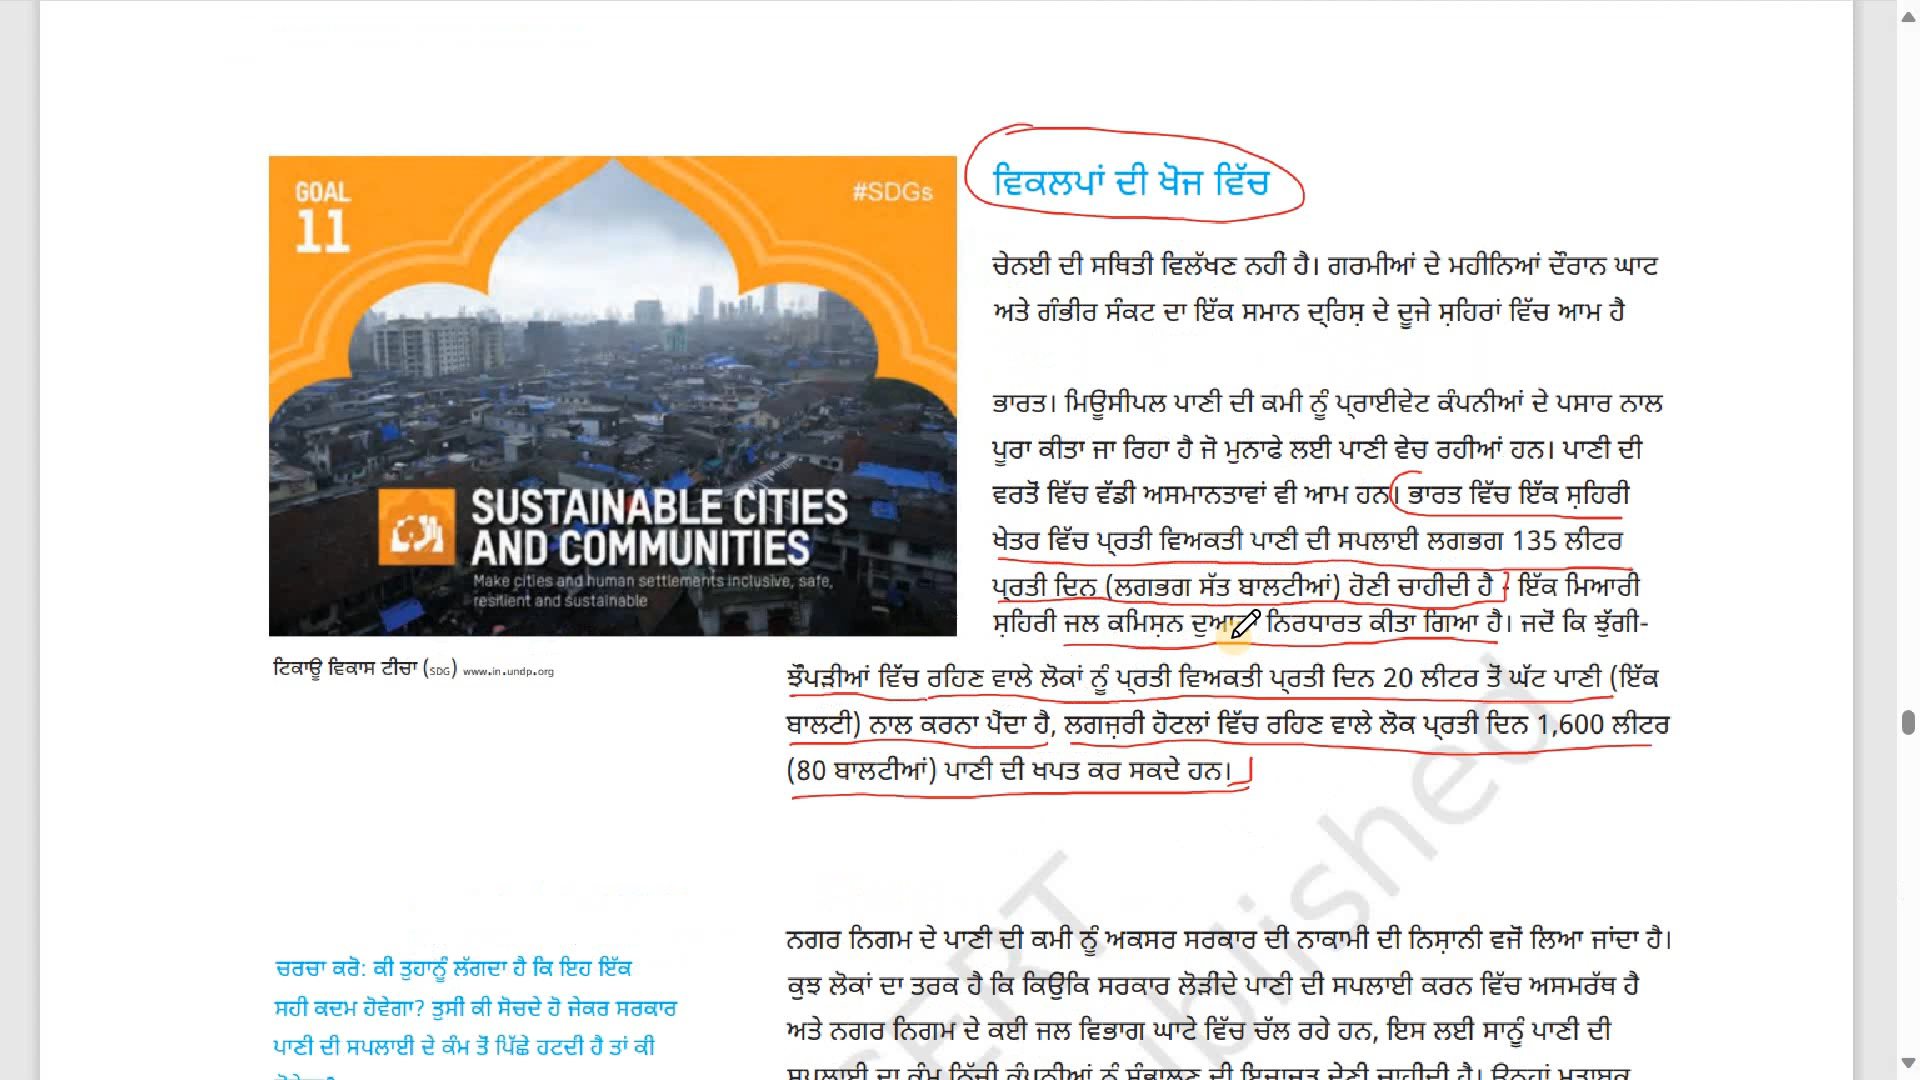 GOAL
11
#SDGs
SUSTAINABLE CITIES
AND COMMUNITIES
Make cities and human settlements inclusive, safe,
resilient and sustainable
ਟਿਕਾਊ ਵਿਕਾਸ ਟੀਚਾ (SDG) www.in.undp.org
ਵਿਕਲਪਾਂ ਦੀ ਖੋਜ ਵਿੱਚ
ਚੇਨਈ ਦੀ ਸਥਿਤੀ ਵਿਲੱਖਣ ਨਹੀਂ ਹੈ। ਗਰਮੀਆਂ ਦੇ ਮਹੀਨਿਆਂ ਦੌਰਾਨ ਘਾਟ
ਅਤੇ ਗੰਭੀਰ ਸੰਕਟ ਦਾ ਇੱਕ ਸਮਾਨ ਦ੍ਰਿਸ਼ ਦੇ ਦੂਜੇ ਸ਼ਹਿਰਾਂ ਵਿੱਚ ਆਮ ਹੈ
ਭਾਰਤ। ਮਿਊਂਸੀਪਲ ਪਾਣੀ ਦੀ ਕਮੀ ਨੂੰ ਪ੍ਰਾਈਵੇਟ ਕੰਪਨੀਆਂ ਦੇ ਪਸਾਰ ਨਾਲ
ਪੂਰਾ ਕੀਤਾ ਜਾ ਰਿਹਾ ਹੈ ਜੋ ਮੁਨਾਫੇ ਲਈ ਪਾਣੀ ਵੇਚ ਰਹੀਆਂ ਹਨ। ਪਾਣੀ ਦੀ
ਵਰਤੋਂ ਵਿੱਚ ਵੱਡੀ ਅਸਮਾਨਤਾਵਾਂ ਵੀ ਆਮ ਹਨ। ਭਾਰਤ ਵਿੱਚ ਇੱਕ ਸ਼ਹਿਰੀ
ਖੇਤਰ ਵਿੱਚ ਪ੍ਰਤੀ ਵਿਅਕਤੀ ਪਾਣੀ ਦੀ ਸਪਲਾਈ ਲਗਭਗ 135 ਲੀਟਰ
ਪ੍ਰਤੀ ਦਿਨ (ਲਗਭਗ ਸੱਤ ਬਾਲਟੀਆਂ) ਹੋਣੀ ਚਾਹੀਦੀ ਹੈ - ਇੱਕ ਮਿਆਰੀ
ਸ਼ਹਿਰੀ ਜਲ ਕਮਿਸ਼ਨ ਨਿਰਧਾਰਤ ਕੀਤਾ ਗਿਆ ਹੈ। ਜਦੋਂ ਕਿ ਝੁੱਗੀ-
ਝੌਂਪੜੀਆਂ ਵਿੱਚ ਰਹਿਣ ਵਾਲੇ ਲੋਕਾਂ ਨੂੰ ਪ੍ਰਤੀ ਵਿਅਕਤੀ ਪ੍ਰਤੀ ਦਿਨ 20 ਲੀਟਰ ਤੋਂ ਘੱਟ ਪਾਣੀ (ਇੱਕ
ਬਾਲਟੀ) ਨਾਲ ਕਰਨਾ ਪੈਂਦਾ ਹੈ, ਲਗਜ਼ਰੀ ਹੋਟਲਾਂ ਵਿੱਚ ਰਹਿਣ ਵਾਲੇ ਲੋਕ ਪ੍ਰਤੀ ਦਿਨ 1,600 ਲੀਟਰ
(80 ਬਾਲਟੀਆਂ) ਪਾਣੀ ਦੀ ਖਪਤ ਕਰ ਸਕਦੇ ਹਨ।
ਨਗਰ ਨਿਗਮ ਦੇ ਪਾਣੀ ਦੀ ਕਮੀ ਨੂੰ ਅਕਸਰ ਸਰਕਾਰ ਦੀ ਨਾਕਾਮੀ ਦੀ ਨਿਸ਼ਾਨੀ ਵਜੋਂ ਲਿਆ ਜਾਂਦਾ ਹੈ।
ਕੁਝ ਲੋਕਾਂ ਦਾ ਤਰਕ ਹੈ ਕਿ ਕਿਉਂਕਿ ਸਰਕਾਰ ਲੋੜੀਂਦੇ ਪਾਣੀ ਦੀ ਸਪਲਾਈ ਕਰਨ ਵਿੱਚ ਅਸਮਰੱਥ ਹੈ
ਅਤੇ ਨਗਰ ਨਿਗਮ ਦੇ ਕਈ ਜਲ ਵਿਭਾਗ ਘਾਟੇ ਵਿੱਚ ਚੱਲ ਰਹੇ ਹਨ, ਇਸ ਲਈ ਸਾਨੂੰ ਪਾਣੀ ਦੀ
ਸਪਲਾਈ ਦਾ ਕੰਮ ਨਿੱਜੀ ਕੰਪਨੀਆਂ ਨੂੰ ਸੰਭਾਲਣ ਦੀ ਇਜਾਜ਼ਤ ਦੇਣੀ ਚਾਹੀਦੀ ਹੈ। ਉਨ੍ਹਾਂ ਮੁਤਾਬਕ
ਚਰਚਾ ਕਰੋ: ਕੀ ਤੁਹਾਨੂੰ ਲੱਗਦਾ ਹੈ ਕਿ ਇਹ ਇੱਕ
ਸਹੀ ਕਦਮ ਹੋਵੇਗਾ? ਤੁਸੀਂ ਕੀ ਸੋਚਦੇ ਹੋ ਜੇਕਰ ਸਰਕਾਰ
ਪਾਣੀ ਦੀ ਸਪਲਾਈ ਦੇ ਕੰਮ ਤੋਂ ਪਿੱਛੇ ਹਟਦੀ ਹੈ ਤਾਂ ਕੀ